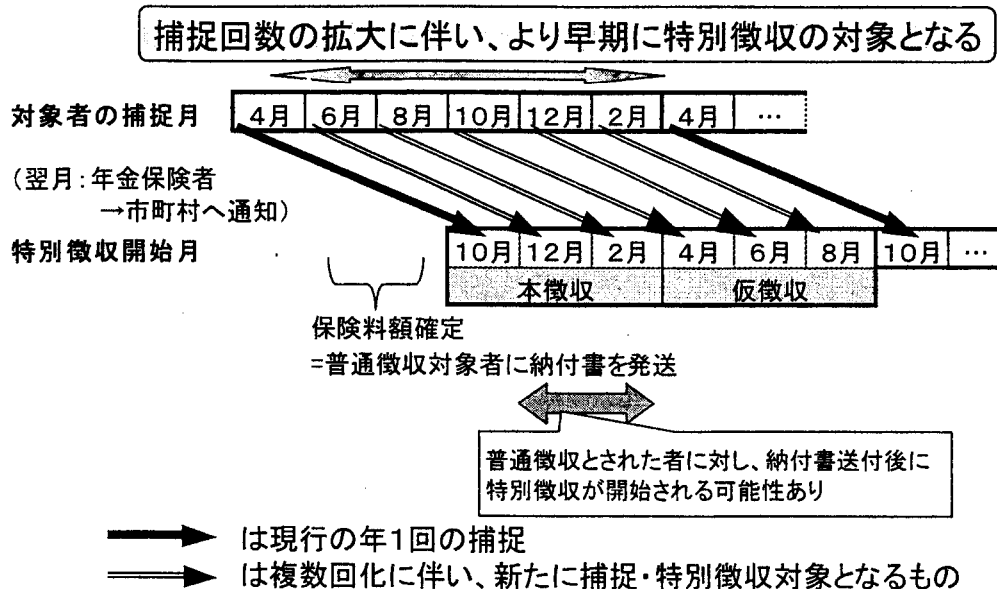 捕捉回数の拡大に伴い、より早期に特別徴収の対象となる
対象者の捕捉月 4月 6月 8月 10月 12月 2月 4月 …
(翌月:年金保険者
→市町村へ通知)
特別徴収開始月 10月 12月 2月 4月 6月 8月 10月 …
本徴収 仮徴収
保険料額確定
=普通徴収対象者に納付書を発送
普通徴収とされた者に対し、納付書送付後に
特別徴収が開始される可能性あり
は現行の年1回の捕捉
は複数回化に伴い、新たに捕捉・特別徴収対象となるもの